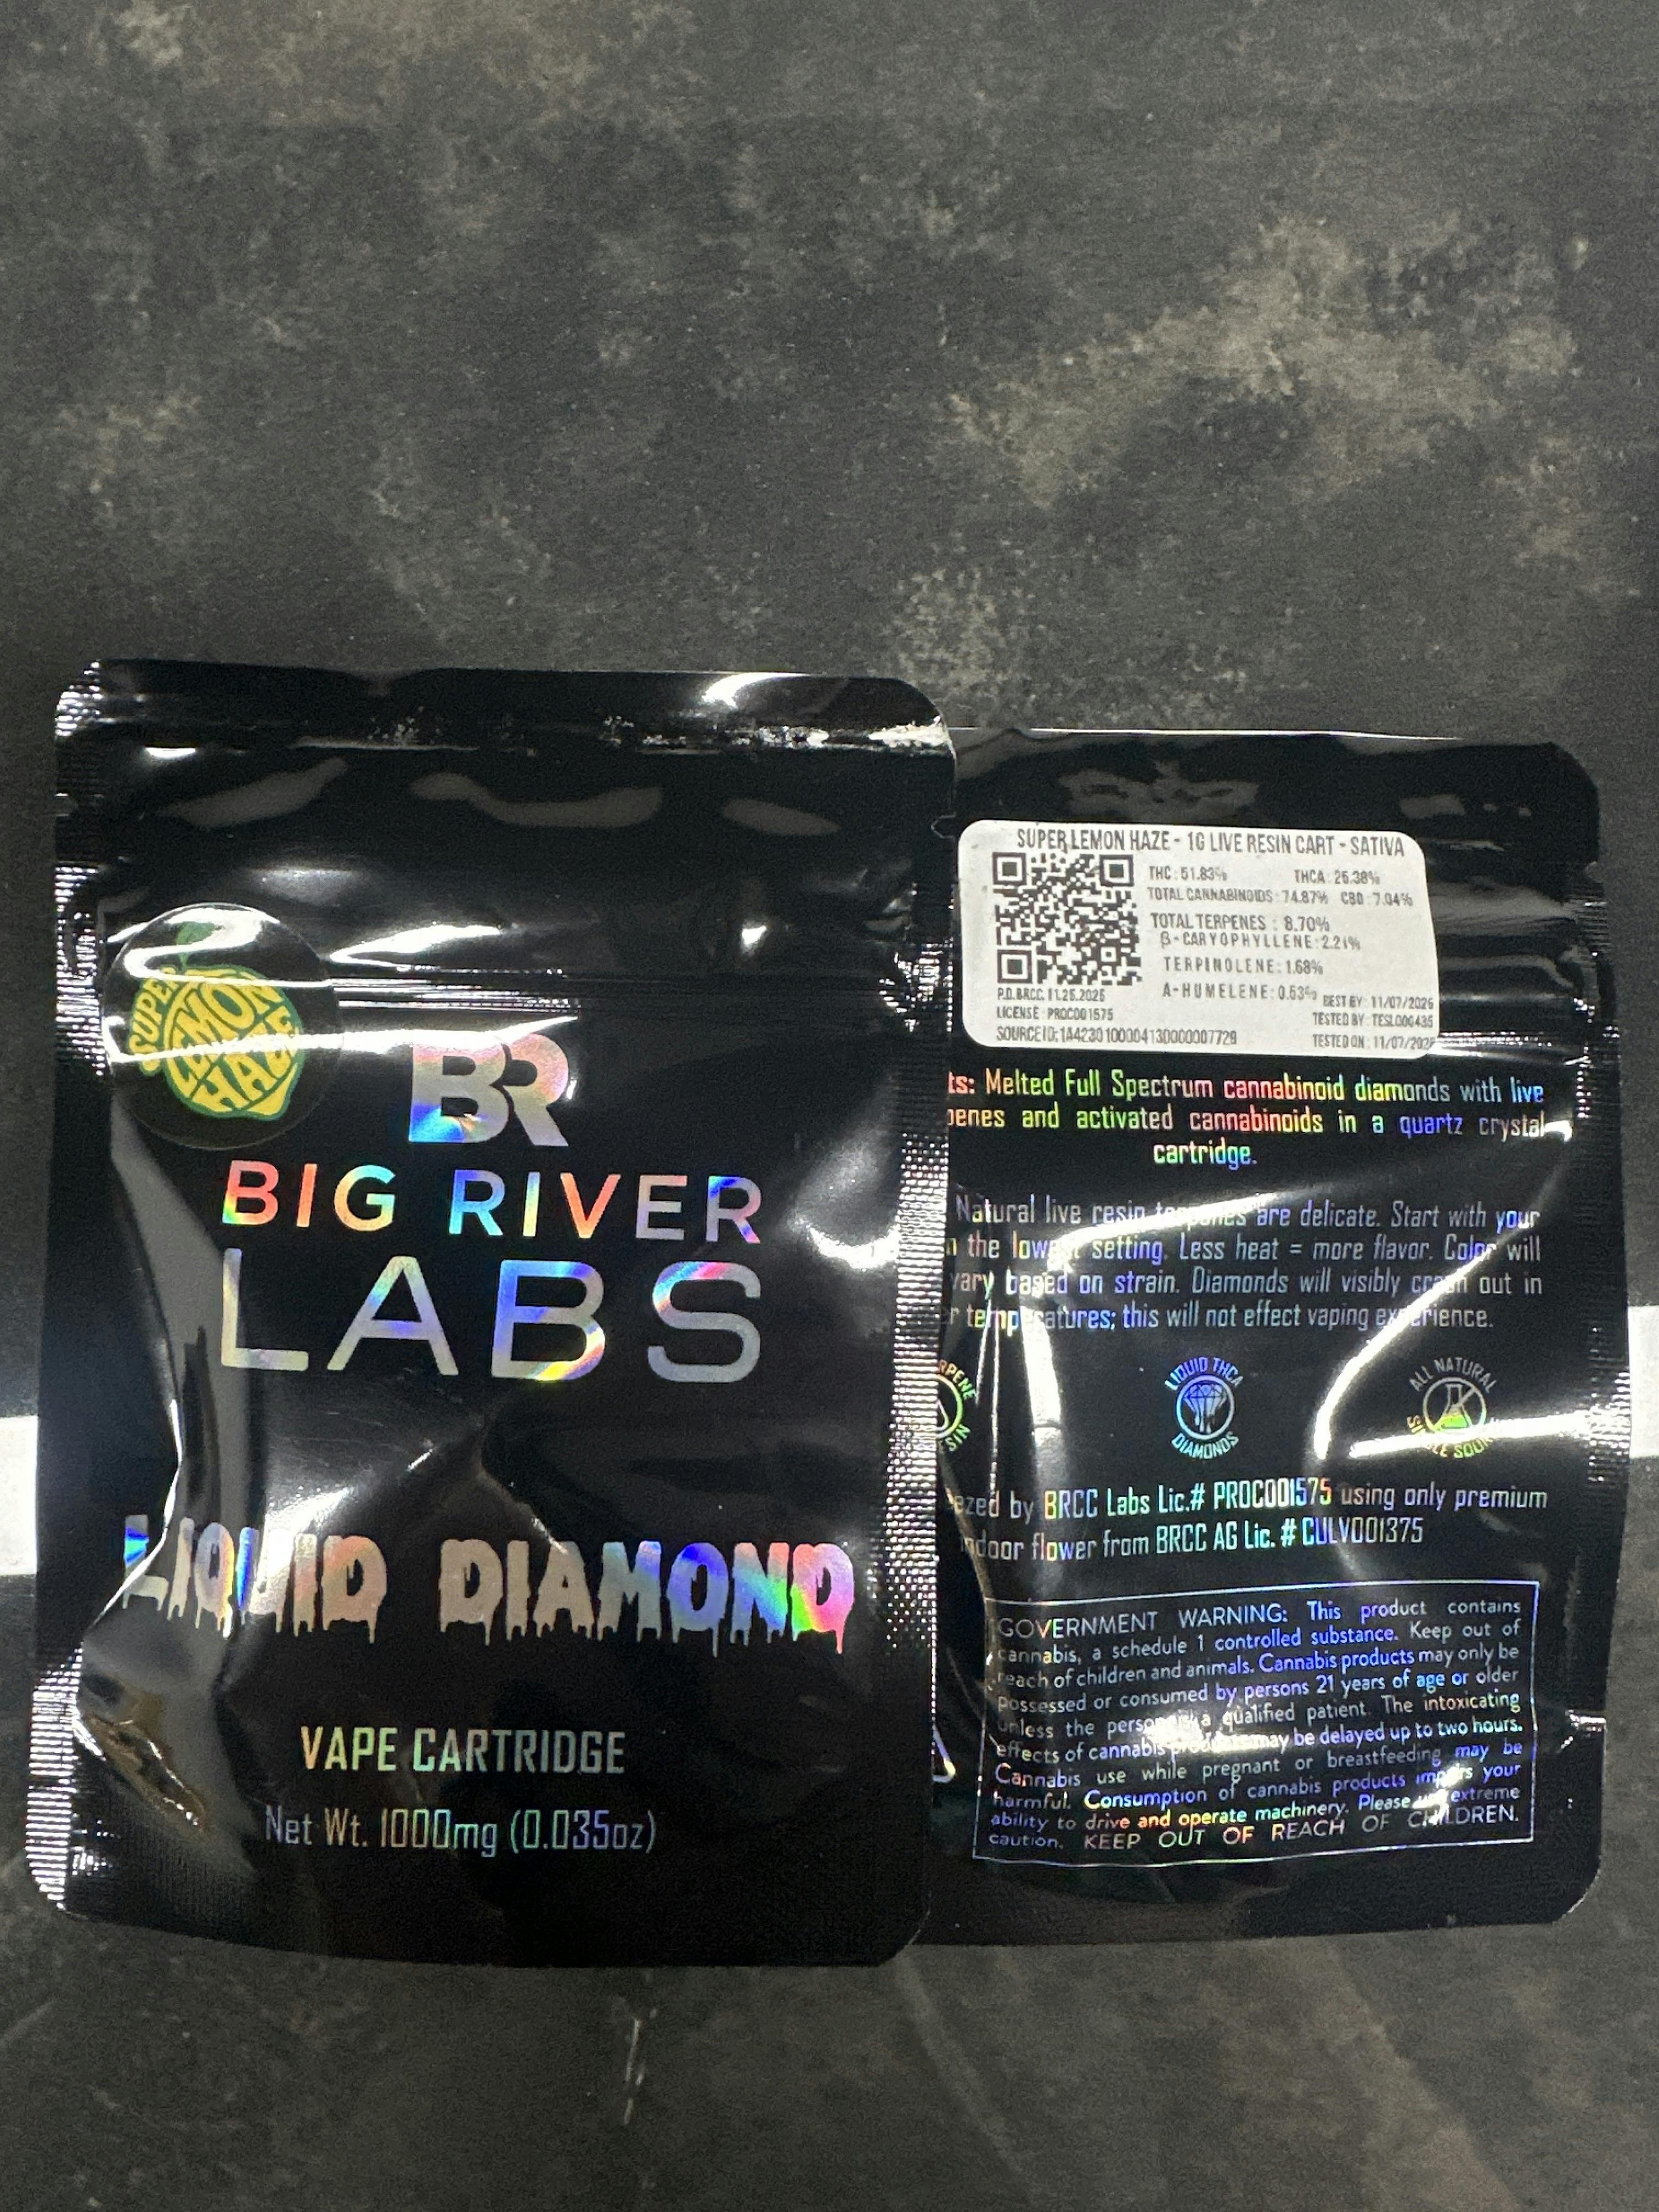 SUPER
LEMON
HAZE
BR
BIG RIVER
LABS
LIQUID DIAMOND
VAPE CARTRIDGE
Net Wt. 1000mg (0.035oz)
SUPER LEMON HAZE - 1G LIVE RESIN CART - SATIVA
THC: 51.83% THCA: 25.38%
TOTAL CANNABINOIDS: 74.87% CBD: 7.04%
TOTAL TERPENES : 8.70%
β-CARYOPHYLLENE: 2.21%
TERPINOLENE: 1.68%
A-HUMELENE: 0.53%
P.D. BRCC. 11.25.2025
LICENSE: PROC001575
SOURCE ID: 1A4230100004130000007729
BEST BY: 11/07/2026
TESTED BY: TESL000435
TESTED ON: 11/07/202
ts: Melted Full Spectrum cannabinoid diamonds with live
penes and activated cannabinoids in a quartz crystal
cartridge.
Natural live resin terpenes are delicate. Start with your
n the lowest setting. Less heat = more flavor. Color will
vary based on strain. Diamonds will visibly crash out in
r temperatures; this will not effect vaping experience.
RPENE
ESIN
LIQUID THCA
DIAMONDS
ALL NATURAL
SINGLE SOUR
ezed by BRCC Labs Lic.# PROC001575 using only premium
ndoor flower from BRCC AG Lic. # CULV001375
GOVERNMENT WARNING: This product contains
cannabis, a schedule 1 controlled substance. Keep out of
reach of children and animals. Cannabis products may only be
possessed or consumed by persons 21 years of age or older
unless the person is a qualified patient. The intoxicating
effects of cannabis products may be delayed up to two hours.
Cannabis use while pregnant or breastfeeding may be
harmful. Consumption of cannabis products impairs your
ability to drive and operate machinery. Please use extreme
caution. KEEP OUT OF REACH OF CHILDREN.